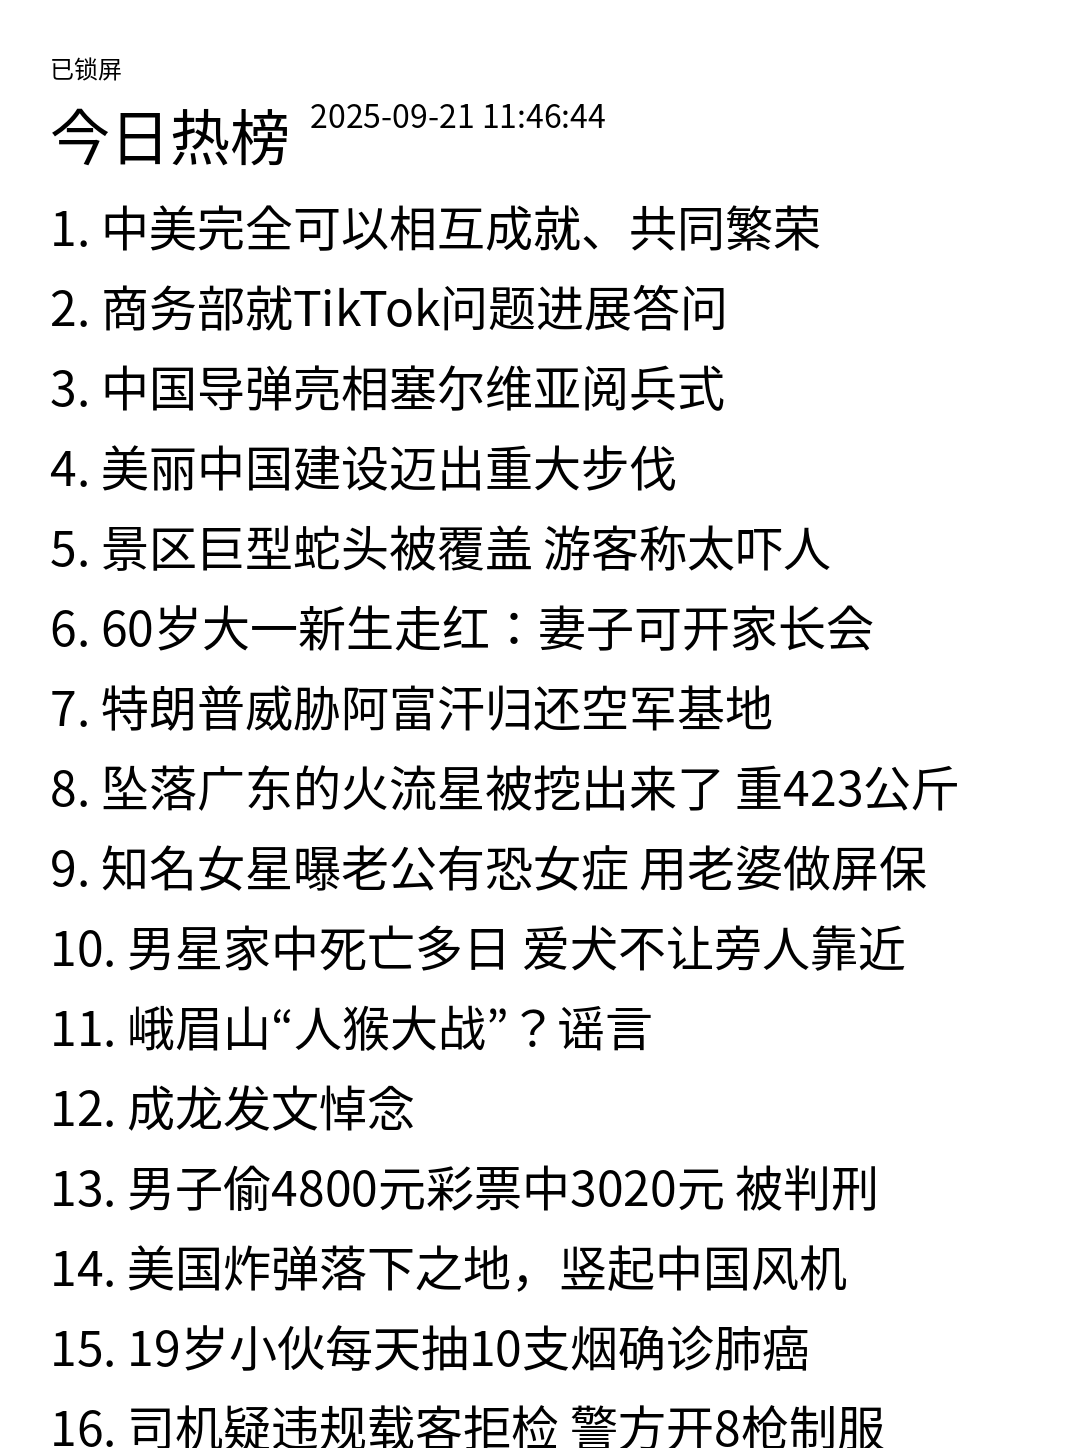 已锁屏
今日热榜 2025-09-21 11:46:44
1. 中美完全可以相互成就、共同繁荣
2. 商务部就TikTok问题进展答问
3. 中国导弹亮相塞尔维亚阅兵式
4. 美丽中国建设迈出重大步伐
5. 景区巨型蛇头被覆盖 游客称太吓人
6. 60岁大一新生走红：妻子可开家长会
7. 特朗普威胁阿富汗归还空军基地
8. 坠落广东的火流星被挖出来了 重423公斤
9. 知名女星曝老公有恐女症 用老婆做屏保
10. 男星家中死亡多日 爱犬不让旁人靠近
11. 峨眉山“人猴大战”？谣言
12. 成龙发文悼念
13. 男子偷4800元彩票中3020元 被判刑
14. 美国炸弹落下之地，竖起中国风机
15. 19岁小伙每天抽10支烟确诊肺癌
16. 司机疑违规载客拒检 警方开8枪制服